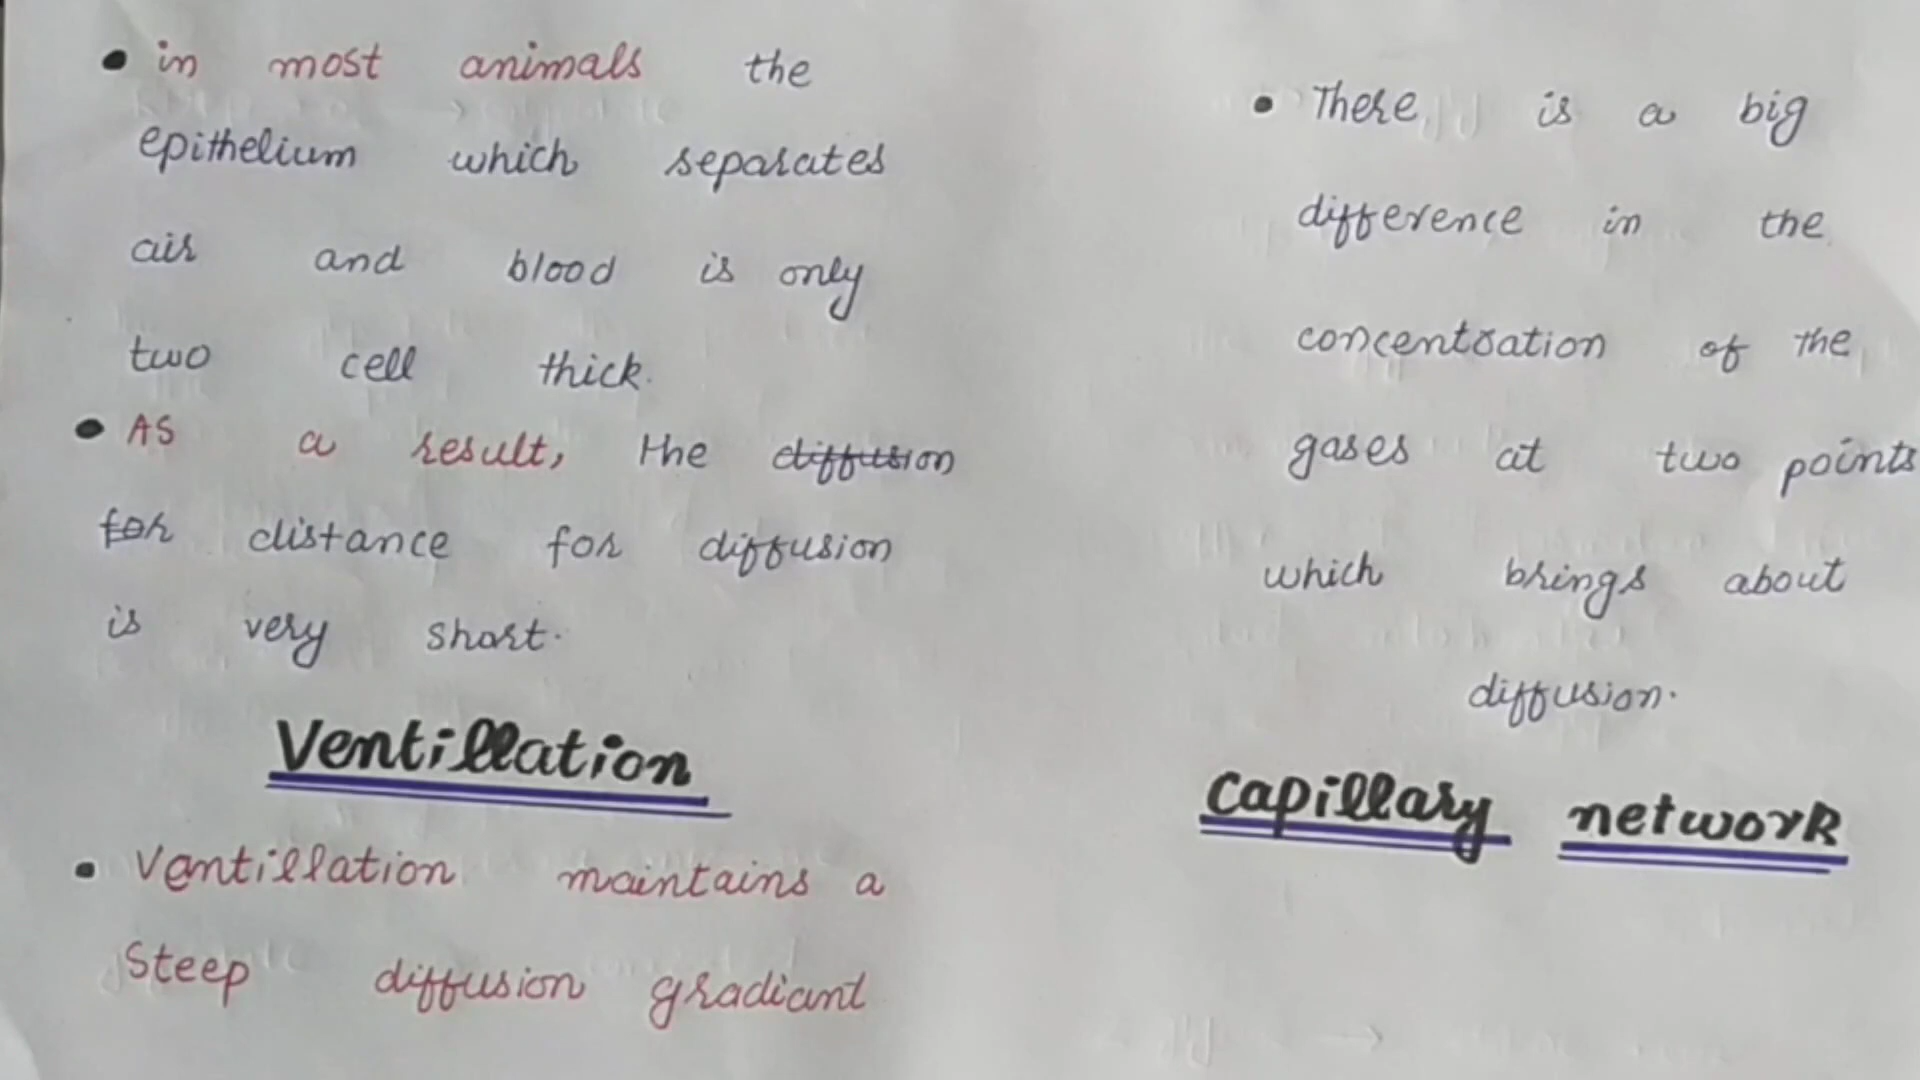 • in most animals the
epithelium which separates
air and blood is only
two cell thick.
• As a result, the diffusion
for distance for diffusion
is very short.
Ventillation
• Ventillation maintains a
Steep diffusion gradiant
• There is a big
difference in the
concentration of the
gases at two points
which brings about
diffusion.
Capillary network